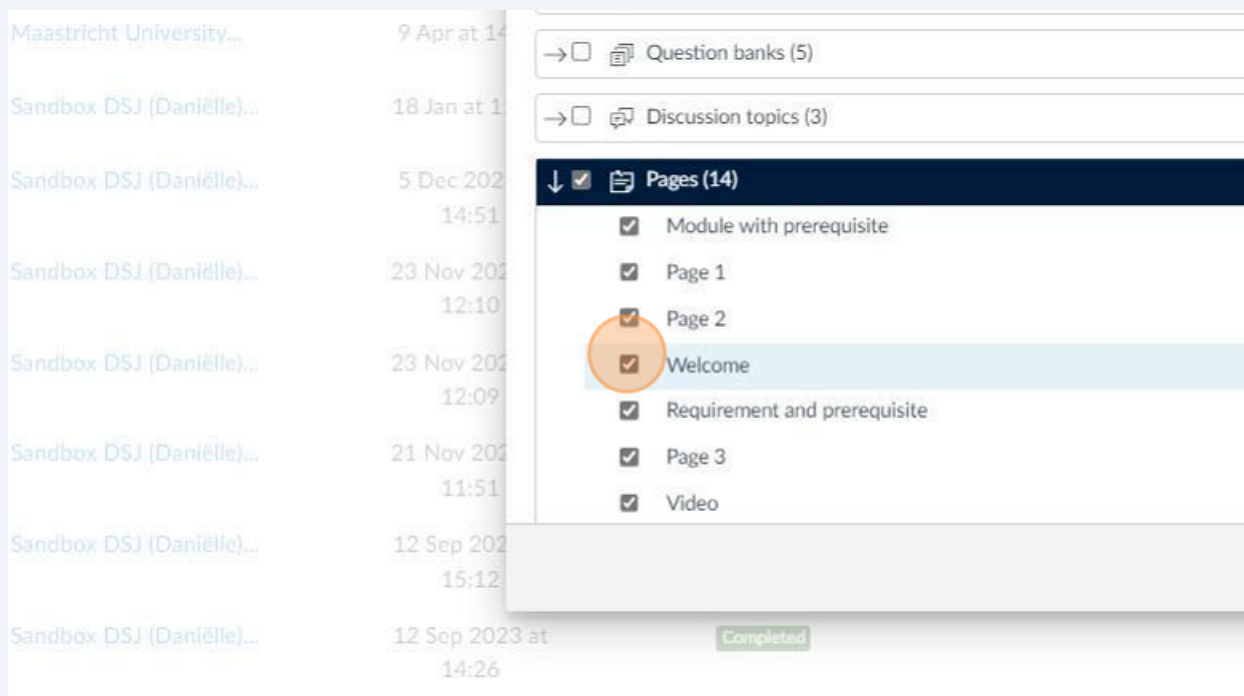 Maastricht University...
9 Apr at 14
Question banks (5)
Sandbox DSJ (Daniëlle)...
18 Jan at 1
Discussion topics (3)
Sandbox DSJ (Daniëlle)...
5 Dec 202
14:51
Pages (14)
Module with prerequisite
Sandbox DSJ (Daniëlle)...
23 Nov 202
12:10
Page 1
Page 2
Sandbox DSJ (Daniëlle)...
23 Nov 202
12:09
Welcome
Requirement and prerequisite
Sandbox DSJ (Daniëlle)...
21 Nov 202
11:51
Page 3
Video
Sandbox DSJ (Daniëlle)...
12 Sep 202
15:12
Sandbox DSJ (Daniëlle)...
12 Sep 2023 at
14:26
Completed